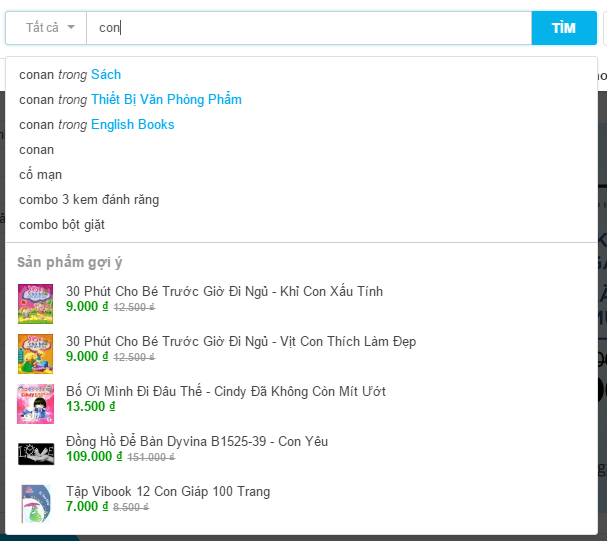 Tất cả
con
TÌM
conan trong Sách
conan trong Thiết Bị Văn Phòng Phẩm
conan trong English Books
conan
cố mạn
combo 3 kem đánh răng
combo bột giặt
Sản phẩm gợi ý
30 Phút Cho Bé Trước Giờ Đi Ngủ - Khỉ Con Xấu Tính
9.000 ₫ 12.500 ₫
30 Phút Cho Bé Trước Giờ Đi Ngủ - Vịt Con Thích Làm Đẹp
9.000 ₫ 12.500 ₫
Bố Ơi Mình Đi Đâu Thế - Cindy Đã Không Còn Mít Ướt
13.500 ₫
Đồng Hồ Để Bàn Dyvina B1525-39 - Con Yêu
109.000 ₫ 151.000 ₫
Tập Vibook 12 Con Giáp 100 Trang
7.000 ₫ 8.500 ₫